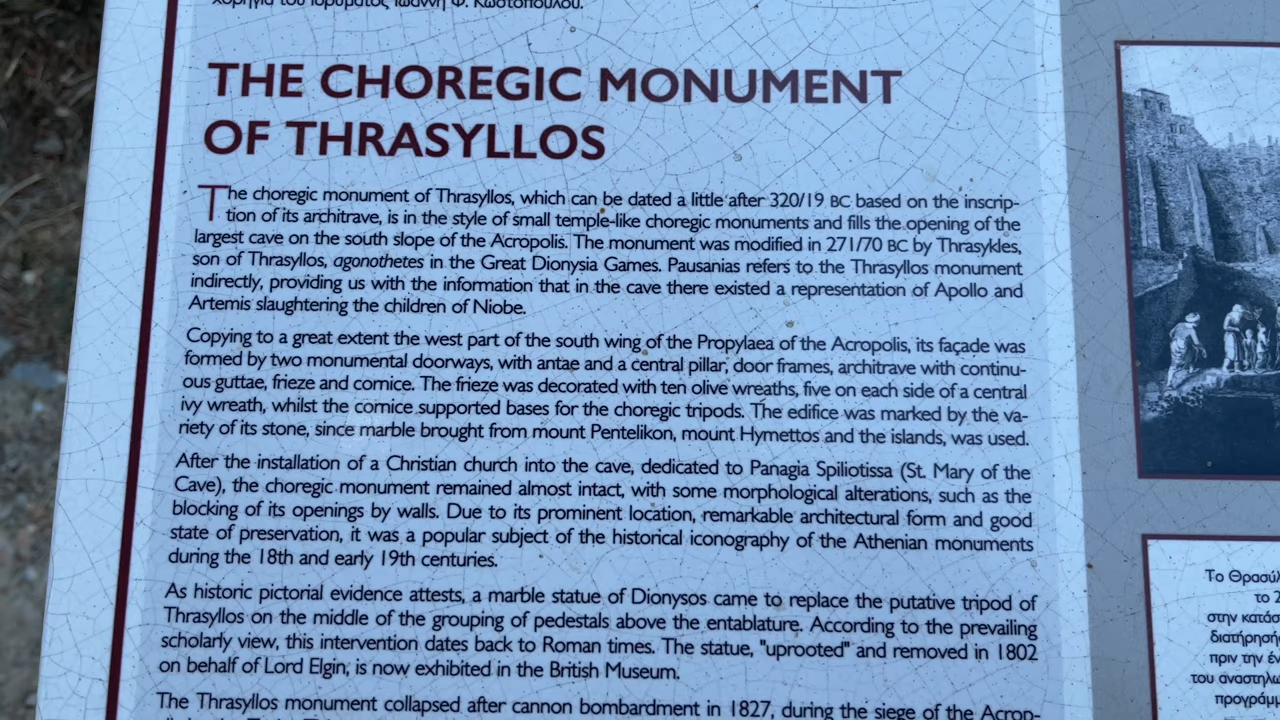 χορηγία του Ιδρύματος Ιωάννη Φ. Κωστοπούλου.
THE CHOREGIC MONUMENT
OF THRASYLLOS
The choregic monument of Thrasyllos, which can be dated a little after 320/19 BC based on the inscrip-
tion of its architrave, is in the style of small temple-like choregic monuments and fills the opening of the
largest cave on the south slope of the Acropolis. The monument was modified in 271/70 BC by Thrasykles,
son of Thrasyllos, agonothetes in the Great Dionysia Games. Pausanias refers to the Thrasyllos monument
indirectly, providing us with the information that in the cave there existed a representation of Apollo and
Artemis slaughtering the children of Niobe.
Copying to a great extent the west part of the south wing of the Propylaea of the Acropolis, its façade was
formed by two monumental doorways, with antae and a central pillar, door frames, architrave with continu-
ous guttae, frieze and cornice. The frieze was decorated with ten olive wreaths, five on each side of a central
ivy wreath, whilst the cornice supported bases for the choregic tripods. The edifice was marked by the va-
riety of its stone, since marble brought from mount Pentelikon, mount Hymettos and the islands, was used.
After the installation of a Christian church into the cave, dedicated to Panagia Spiliotissa (St. Mary of the
Cave), the choregic monument remained almost intact, with some morphological alterations, such as the
blocking of its openings by walls. Due to its prominent location, remarkable architectural form and good
state of preservation, it was a popular subject of the historical iconography of the Athenian monuments
during the 18th and early 19th centuries.
As historic pictorial evidence attests, a marble statue of Dionysos came to replace the putative tripod of
Thrasyllos on the middle of the grouping of pedestals above the entablature. According to the prevailing
scholarly view, this intervention dates back to Roman times. The statue, "uprooted" and removed in 1802
on behalf of Lord Elgin, is now exhibited in the British Museum.
The Thrasyllos monument collapsed after cannon bombardment in 1827, during the siege of the Acrop-
Το Θρασύλ
το 2
στην κατάσ
διατήρησή
πριν την έν
του αναστηλω
προγράμ